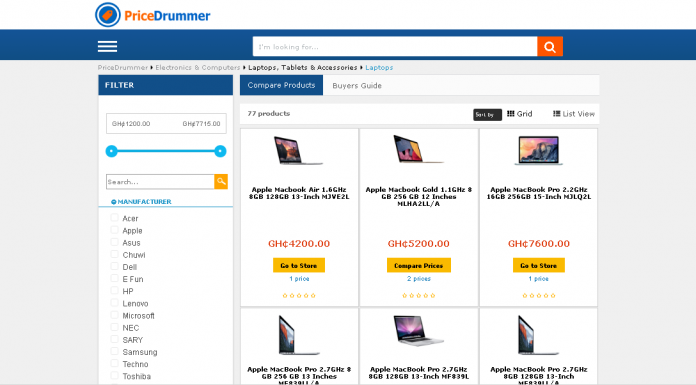 PriceDrummer
I'm looking for...
PriceDrummer Electronics & Computers Laptops, Tablets & Accessories Laptops
FILTER
GH¢1200.00 GH¢7715.00
Search...
MANUFACTURER
Acer
Apple
Asus
Chuwi
Dell
E Fun
HP
Lenovo
Microsoft
NEC
SARY
Samsung
Techno
Toshiba
Compare Products Buyers Guide
77 products
Sort by Grid List View
Apple Macbook Air 1.6GHz
8GB 128GB 13-Inch MJVE2L
GH¢4200.00
Go to Store
1 price
Apple Macbook Gold 1.1GHz 8
GB 256 GB 12 Inches
MLHA2LL/A
GH¢5200.00
Compare Prices
2 prices
Apple MacBook Pro 2.2GHz
16GB 256GB 15-Inch MJLQ2L
GH¢7600.00
Go to Store
1 price
Apple MacBook Pro 2.7GHz 8
GB 256 GB 13 Inches
MF839LL/A
Apple MacBook Pro 2.7GHz
8GB 128GB 13-Inch MF839L
Apple MacBook Pro 2.7GHz
8GB 128GB 13-Inch
MF839LL/A